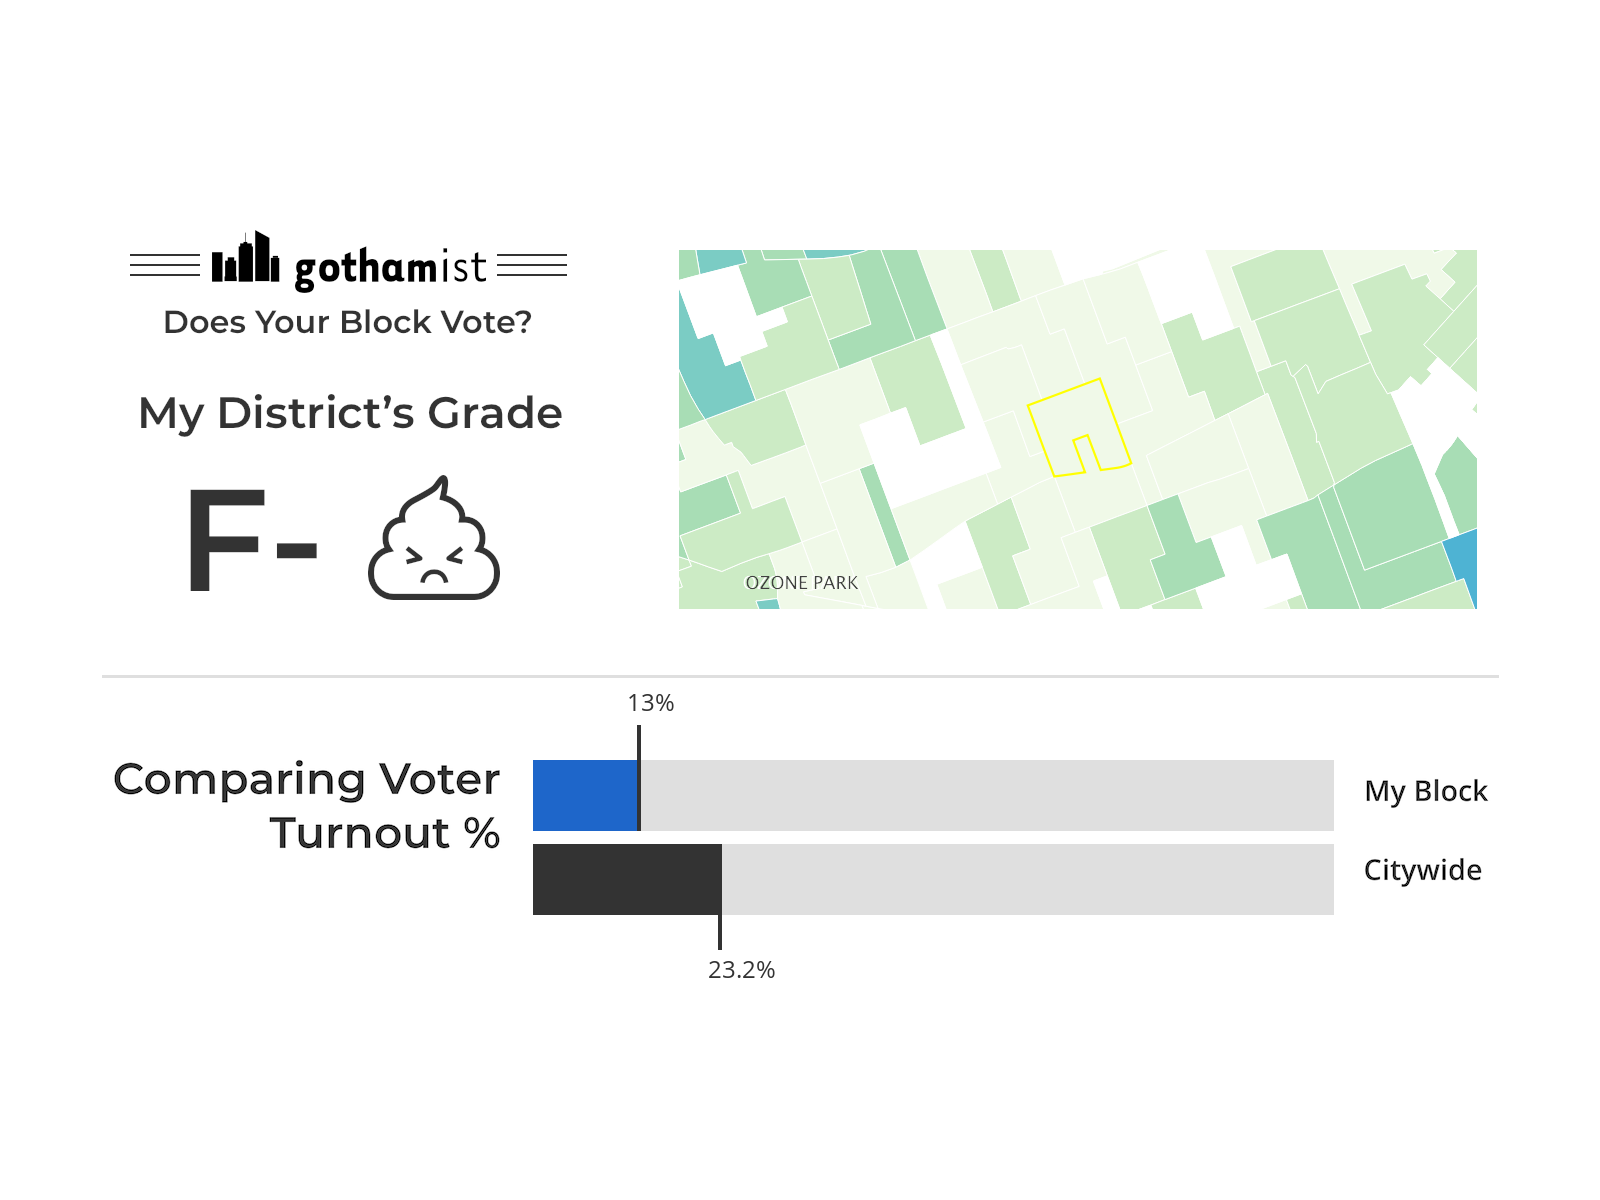 gothamist
Does Your Block Vote?
My District’s Grade
F-
OZONE PARK
13%
Comparing Voter
Turnout %
My Block
Citywide
23.2%